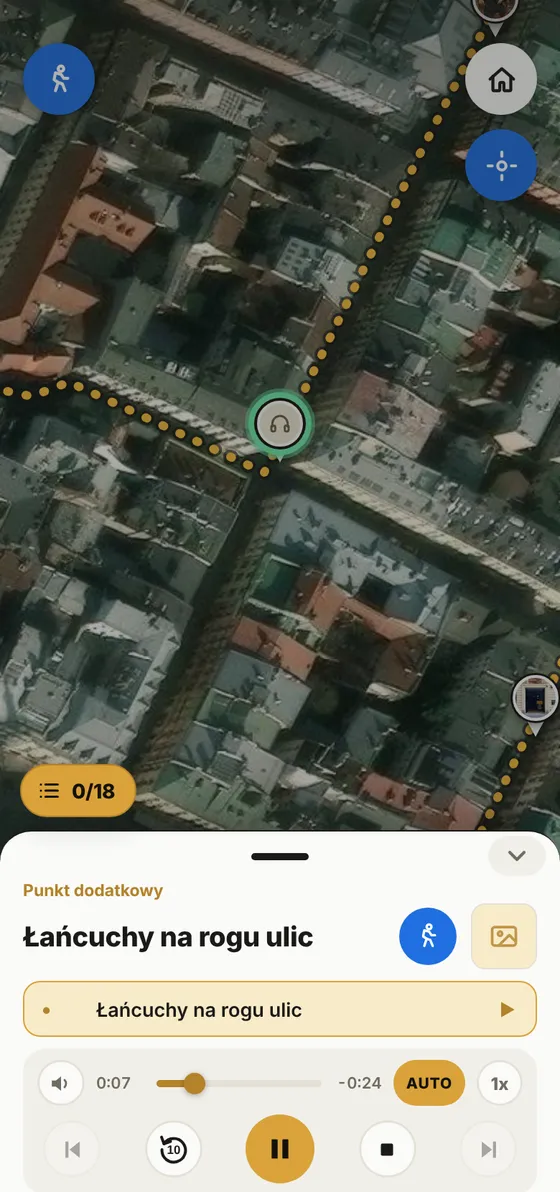 0/18
Punkt dodatkowy
Łańcuchy na rogu ulic
Łańcuchy na rogu ulic
0:07 -0:24 AUTO 1x
10